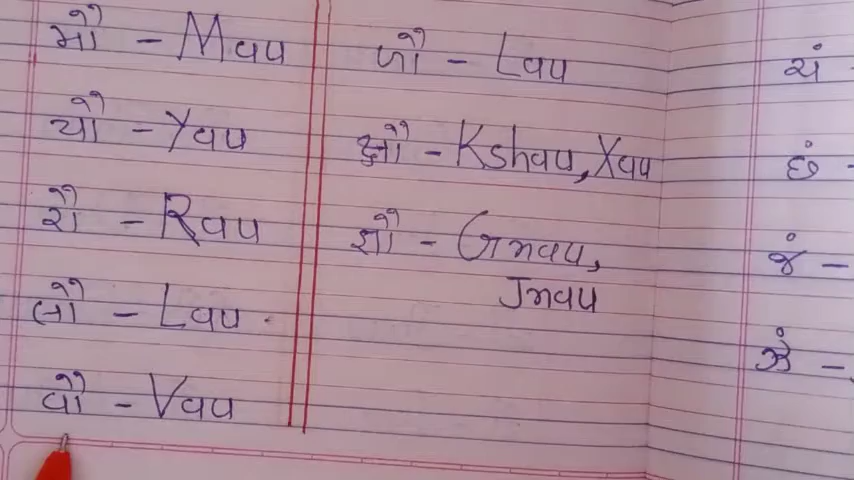 મૌ - Mau
યૌ - Yau
રૌ - Rau
લૌ - Lau
વૌ - Vau
ળૌ - Lau
ક્ષૌ - Kshau, Xau
જ્ઞૌ - Gnau,
Jnau
ચં -
છં -
જં -
ઝં -